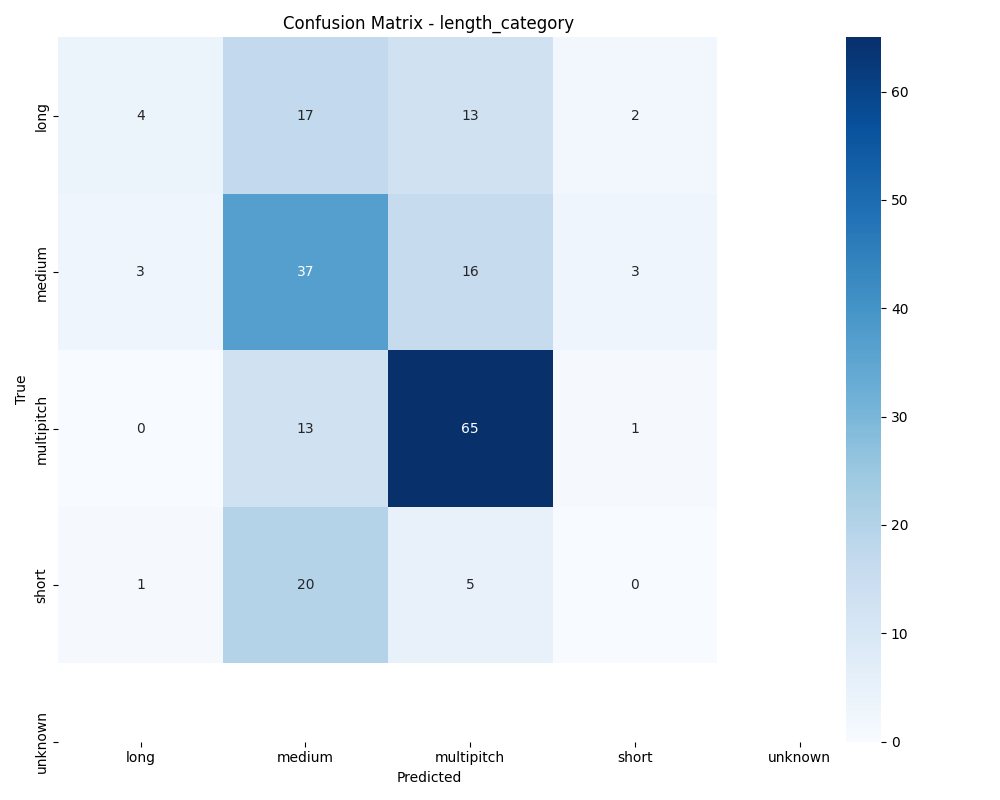 Confusion Matrix - length_category
long
4 17 13 2
medium
3 37 16 3
multipitch
0 13 65 1
short
1 20 5 0
unknown
True
long medium multipitch short unknown
Predicted
60
50
40
30
20
10
0